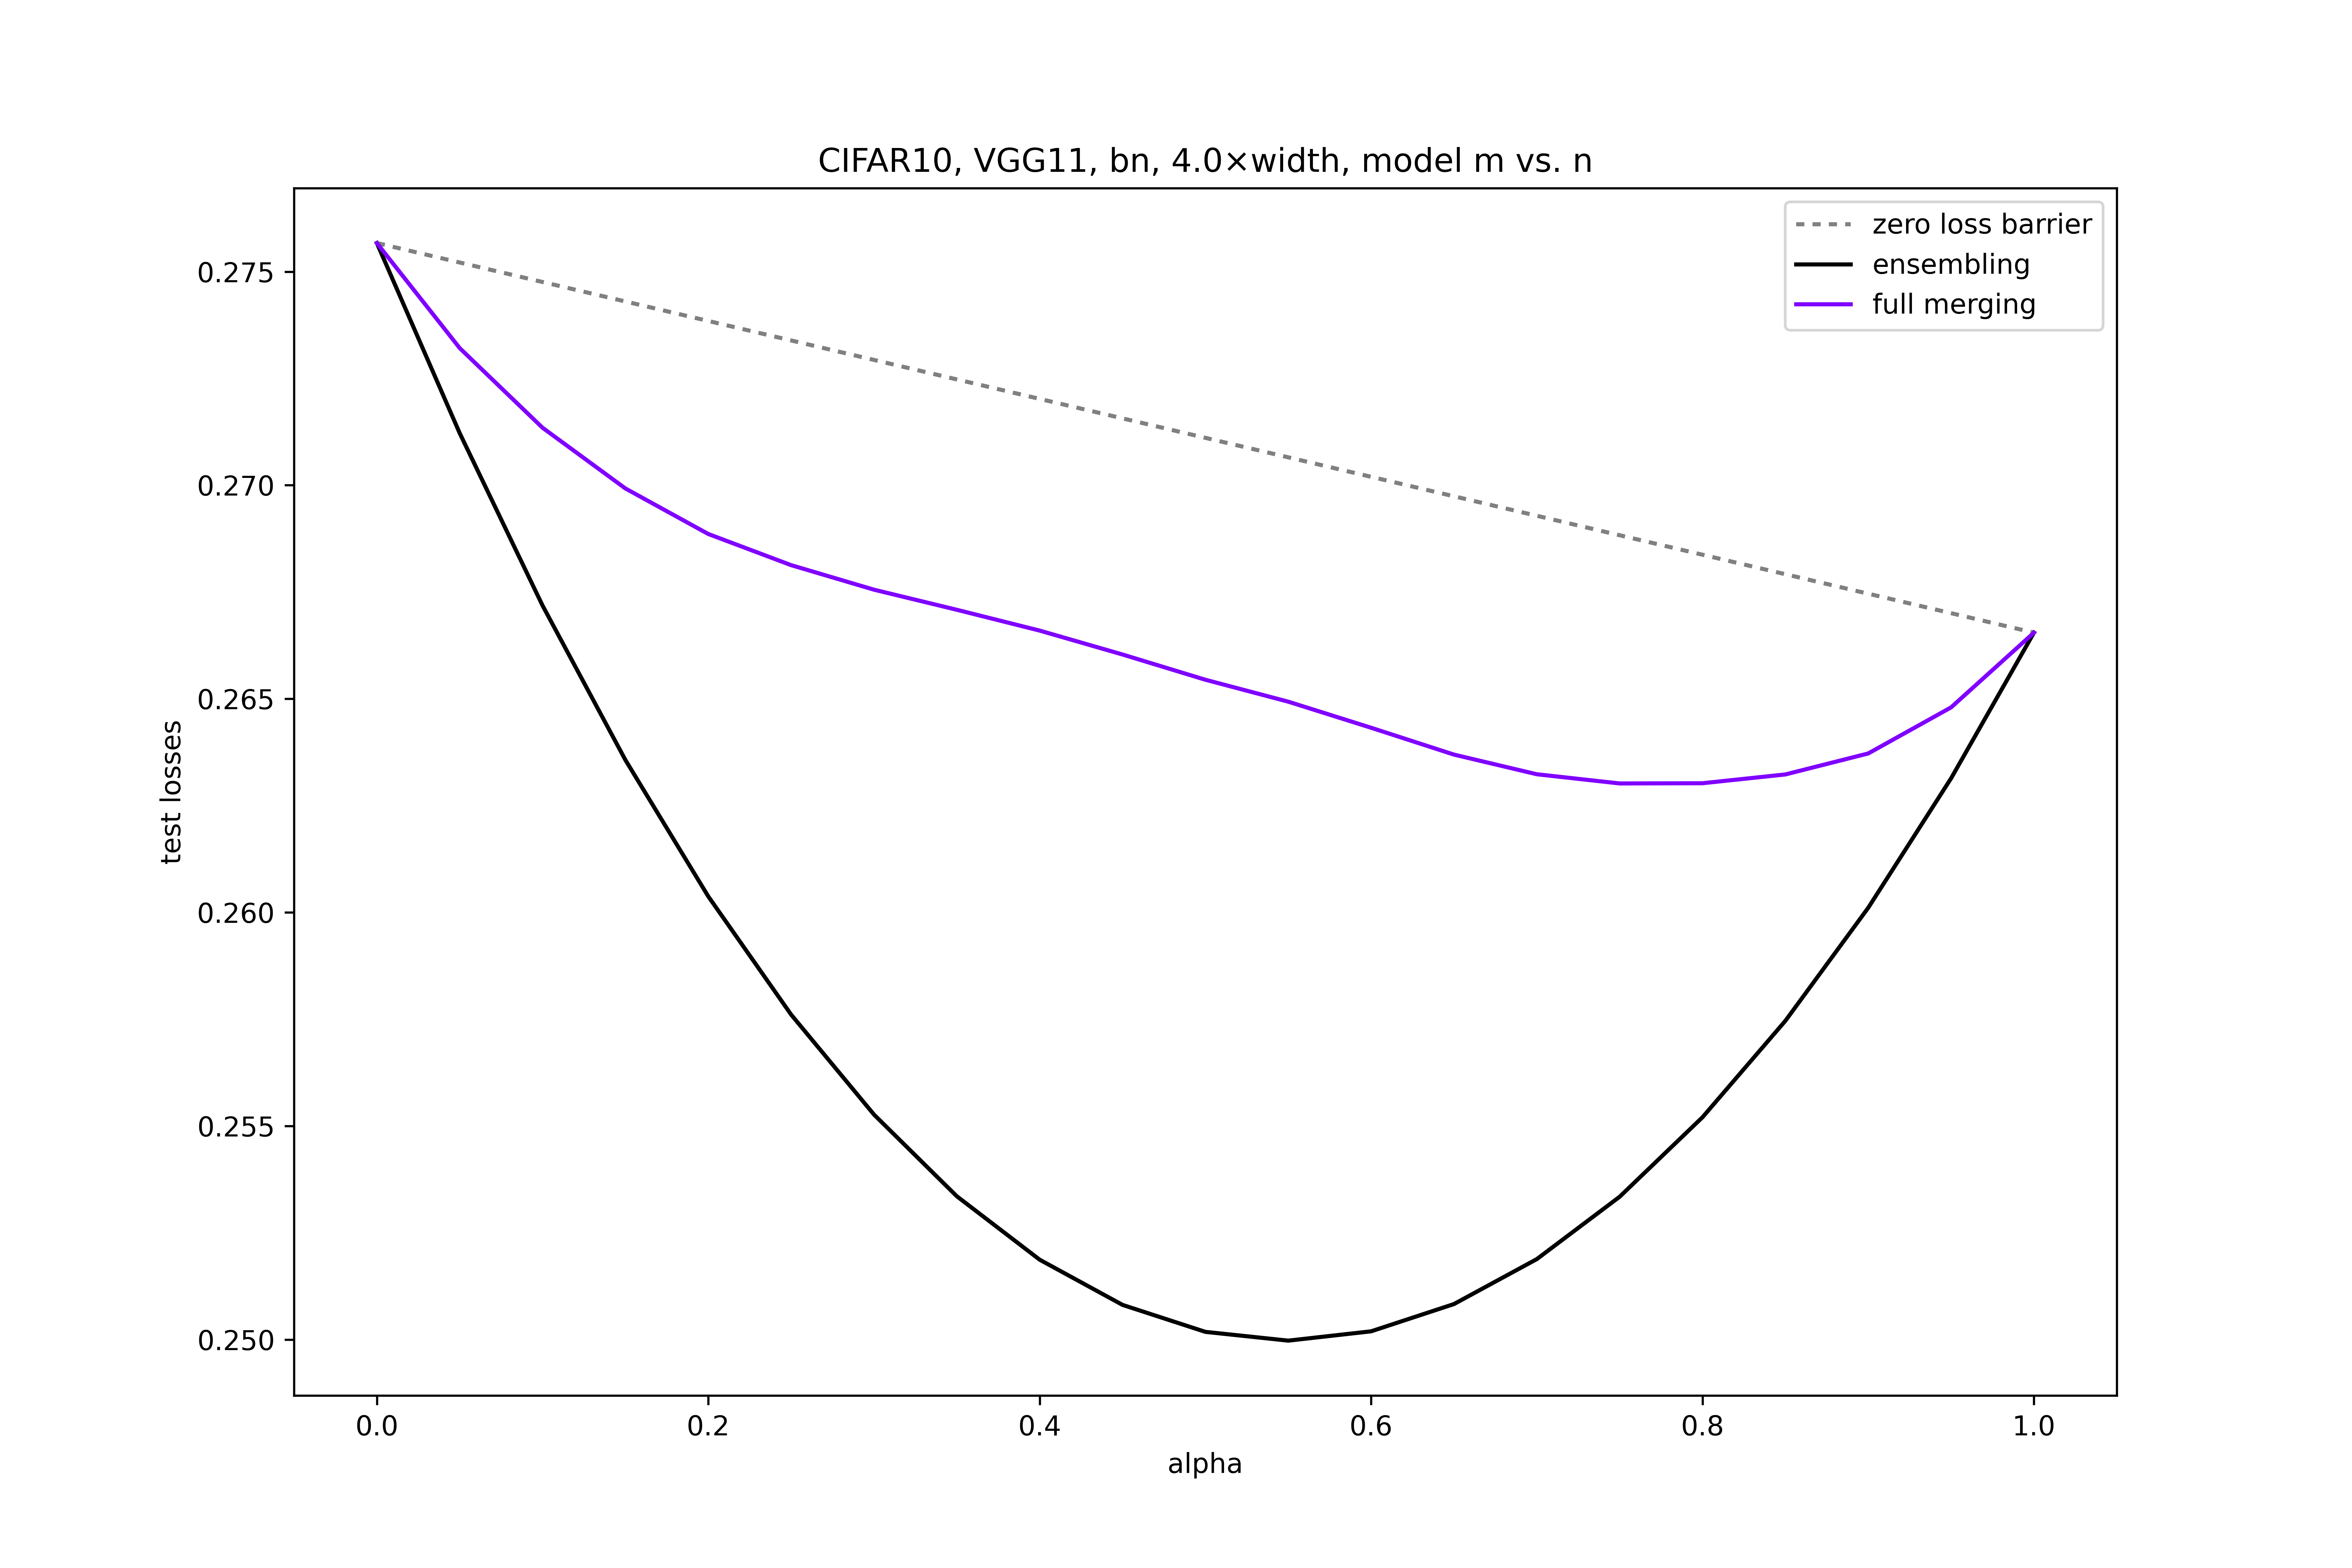 CIFAR10, VGG11, bn, 4.0×width, model m vs. n
zero loss barrier
ensembling
full merging
test losses
0.275
0.270
0.265
0.260
0.255
0.250
0.0 0.2 0.4 0.6 0.8 1.0
alpha